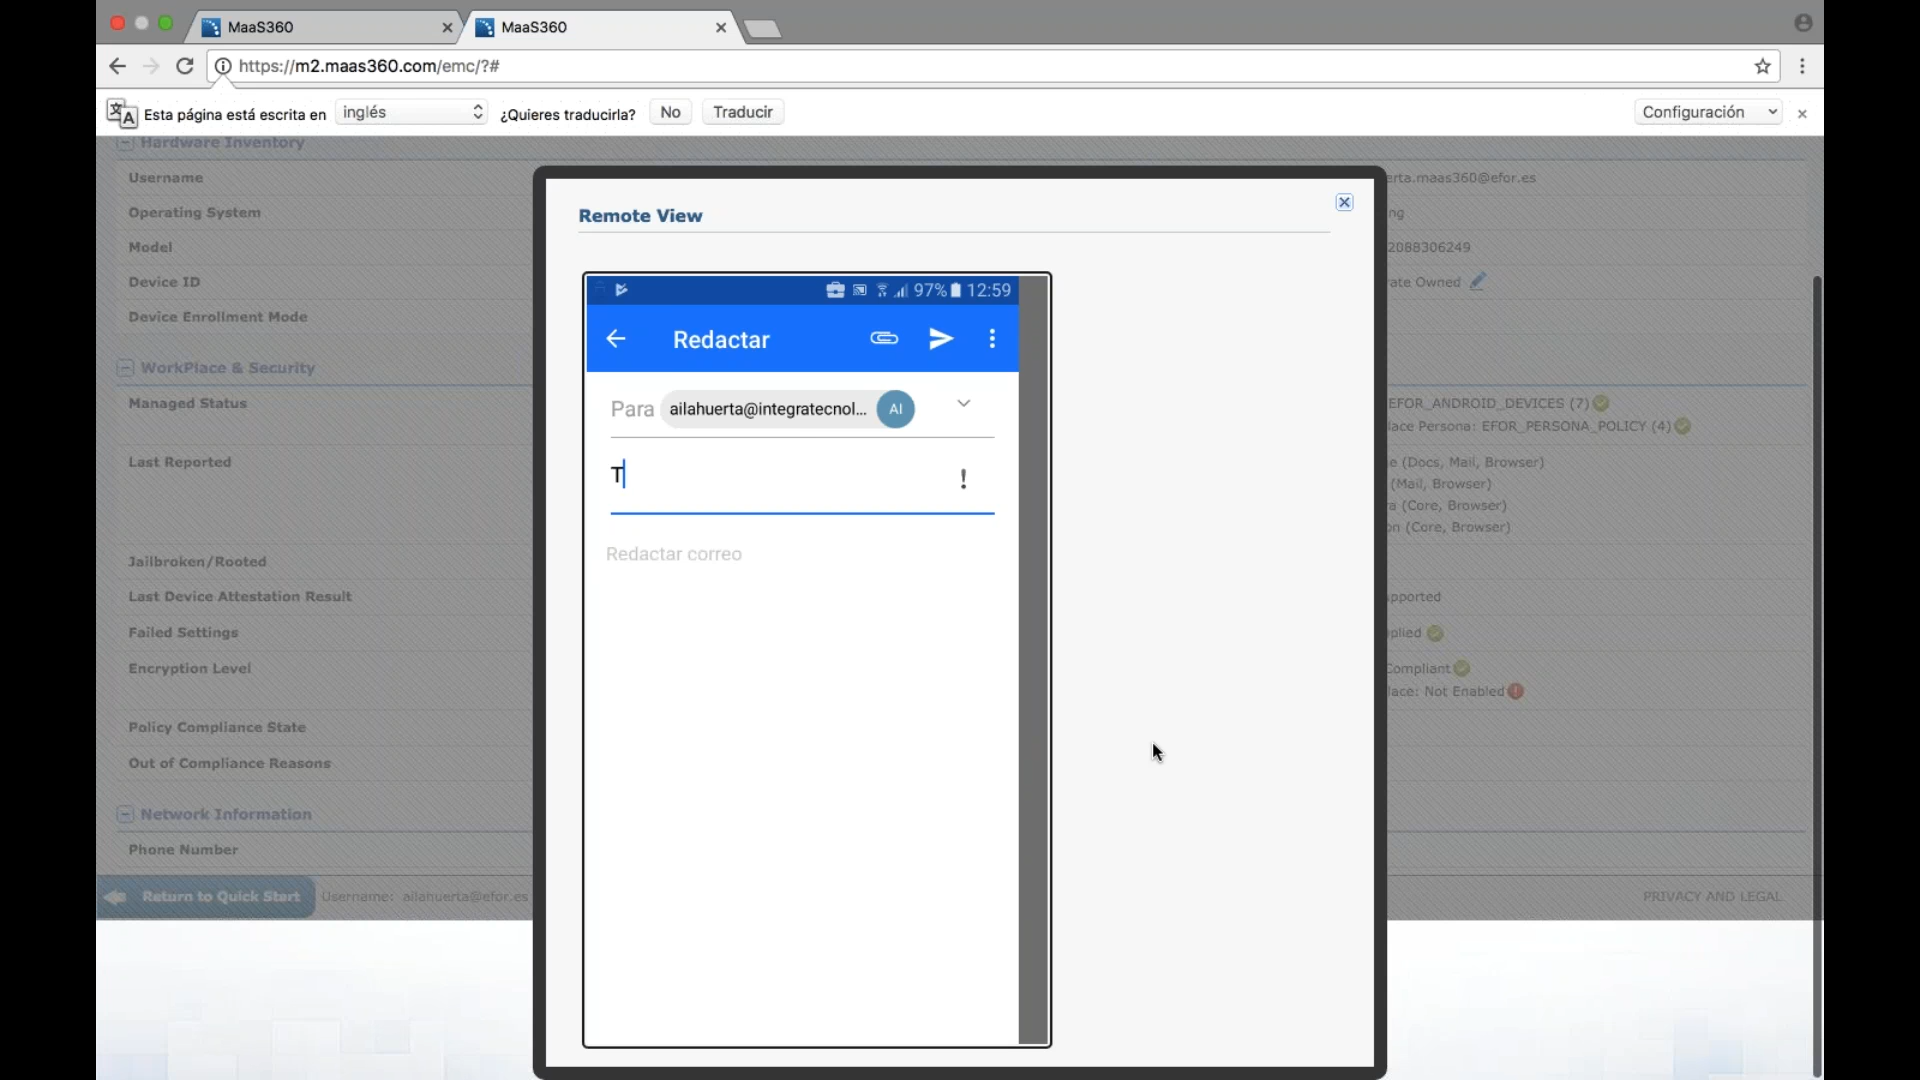 MaaS360
MaaS360
https://m2.maas360.com/emc/?#
Esta página está escrita en inglés ¿Quieres traducirla? No Traducir Configuración
Hardware Inventory
Username
Operating System
Model
Device ID
Device Enrollment Mode
WorkPlace & Security
Managed Status
Last Reported
Jailbroken/Rooted
Last Device Attestation Result
Failed Settings
Encryption Level
Policy Compliance State
Out of Compliance Reasons
Network Information
Phone Number
Return to Quick Start Username: ailahuerta@efor.es
Remote View
97% 12:59
Redactar
Para ailahuerta@integratecnol... AI
T
!
Redactar correo
erta.maas360@efor.es
ng
2088306249
ate Owned
EFOR_ANDROID_DEVICES (7)
lace Persona: EFOR_PERSONA_POLICY (4)
e (Docs, Mail, Browser)
(Mail, Browser)
a (Core, Browser)
on (Core, Browser)
pported
plied
Compliant
lace: Not Enabled
PRIVACY AND LEGAL